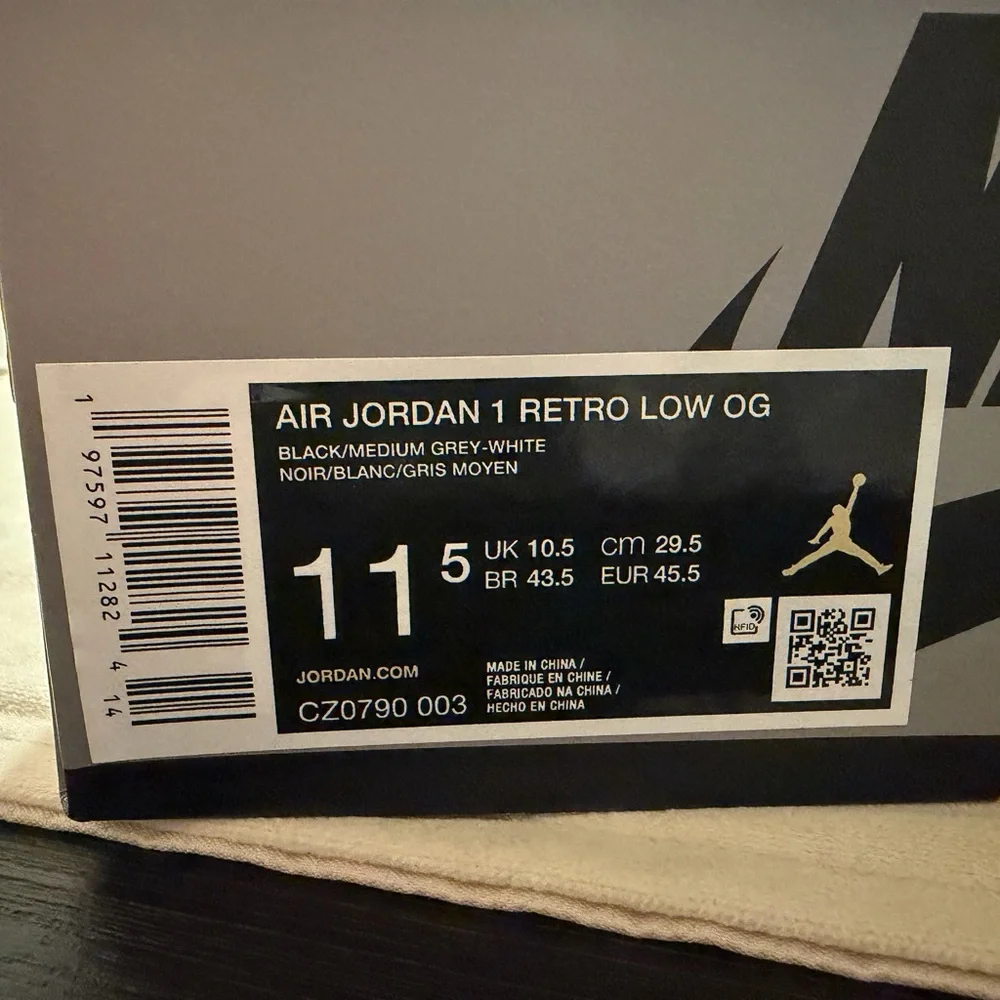 AIR JORDAN 1 RETRO LOW OG
BLACK/MEDIUM GREY-WHITE
NOIR/BLANC/GRIS MOYEN
11 5
UK 10.5 cm 29.5
BR 43.5 EUR 45.5
RFID
JORDAN.COM
CZ0790 003
MADE IN CHINA /
FABRIQUE EN CHINE /
FABRICADO NA CHINA /
HECHO EN CHINA
1 97597 11282 4 14